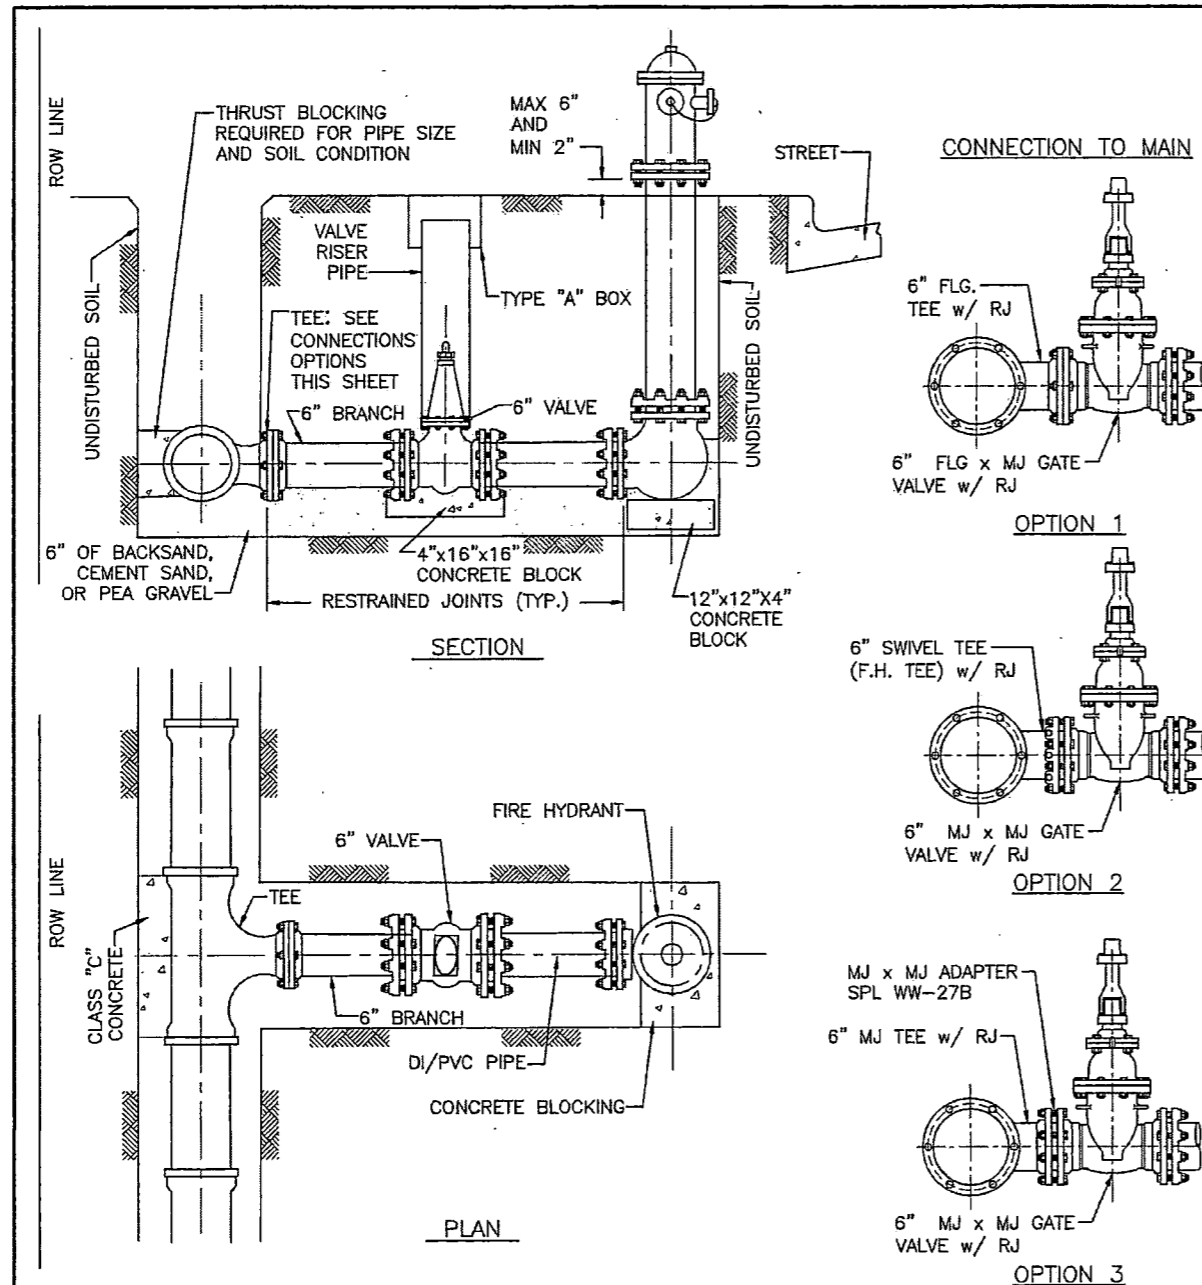 ROW LINE
THRUST BLOCKING
REQUIRED FOR PIPE SIZE
AND SOIL CONDITION
MAX 6"
AND
MIN 2"
STREET
UNDISTURBED SOIL
VALVE
RISER
PIPE
TYPE "A" BOX
TEE: SEE
CONNECTIONS
OPTIONS
THIS SHEET
6" BRANCH
6" VALVE
UNDISTURBED SOIL
6" OF BACKSAND,
CEMENT SAND,
OR PEA GRAVEL
4"x16"x16"
CONCRETE BLOCK
RESTRAINED JOINTS (TYP.)
12"x12"X4"
CONCRETE
BLOCK
SECTION
ROW LINE
CLASS "C"
CONCRETE
TEE
6" VALVE
FIRE HYDRANT
6" BRANCH
DI/PVC PIPE
CONCRETE BLOCKING
PLAN
CONNECTION TO MAIN
6" FLG.
TEE w/ RJ
6" FLG x MJ GATE
VALVE w/ RJ
OPTION 1
6" SWIVEL TEE
(F.H. TEE) w/ RJ
6" MJ x MJ GATE
VALVE w/ RJ
OPTION 2
MJ x MJ ADAPTER
SPL WW-27B
6" MJ TEE w/ RJ
6" MJ x MJ GATE
VALVE w/ RJ
OPTION 3